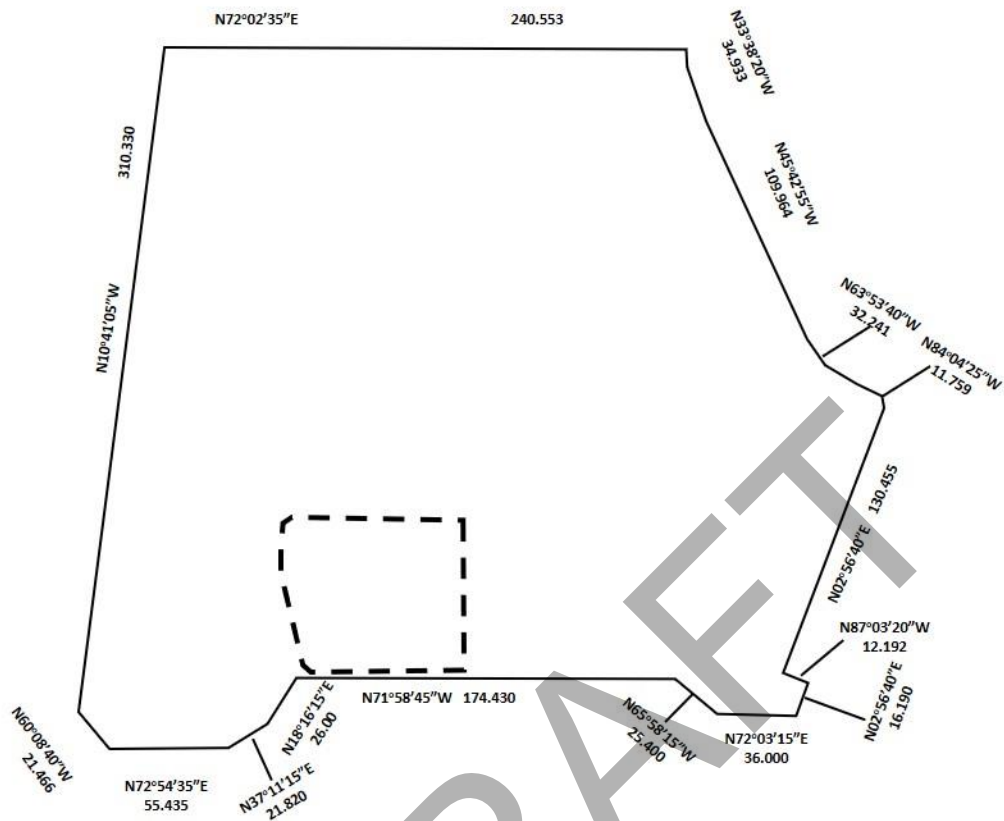 N72°02'35"E 240.553
N33°38'20"W
34.933
310.330
N10°41'05"W
N45°42'55"W
109.964
N63°53'40"W
32.241
N84°04'25"W
11.759
N02°56'40"E 130.455
N87°03'20"W
12.192
N02°56'40"E
16.190
N71°58'45"W 174.430
N65°58'15"W
25.400
N72°03'15"E
36.000
N18°16'15"E
26.00
N60°08'40"W
21.466
N72°54'35"E
55.435
N37°11'15"E
21.820
DRAFT